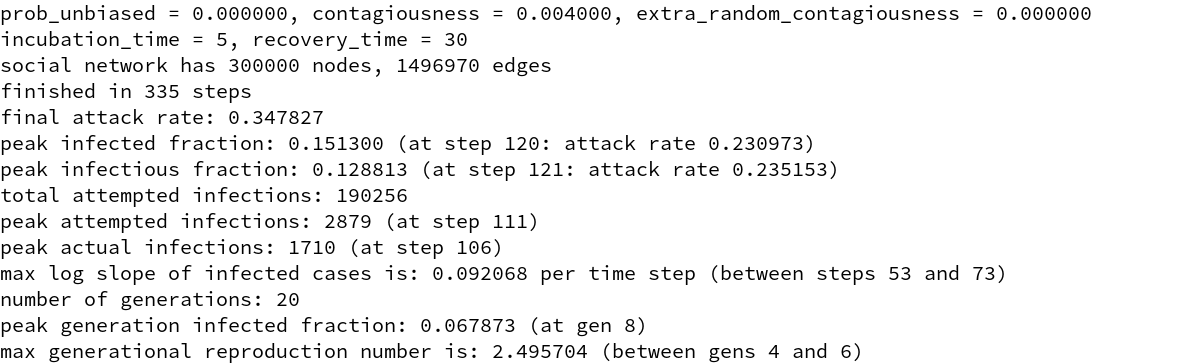 prob_unbiased = 0.000000, contagiousness = 0.004000, extra_random_contagiousness = 0.000000
incubation_time = 5, recovery_time = 30
social network has 300000 nodes, 1496970 edges
finished in 335 steps
final attack rate: 0.347827
peak infected fraction: 0.151300 (at step 120: attack rate 0.230973)
peak infectious fraction: 0.128813 (at step 121: attack rate 0.235153)
total attempted infections: 190256
peak attempted infections: 2879 (at step 111)
peak actual infections: 1710 (at step 106)
max log slope of infected cases is: 0.092068 per time step (between steps 53 and 73)
number of generations: 20
peak generation infected fraction: 0.067873 (at gen 8)
max generational reproduction number is: 2.495704 (between gens 4 and 6)